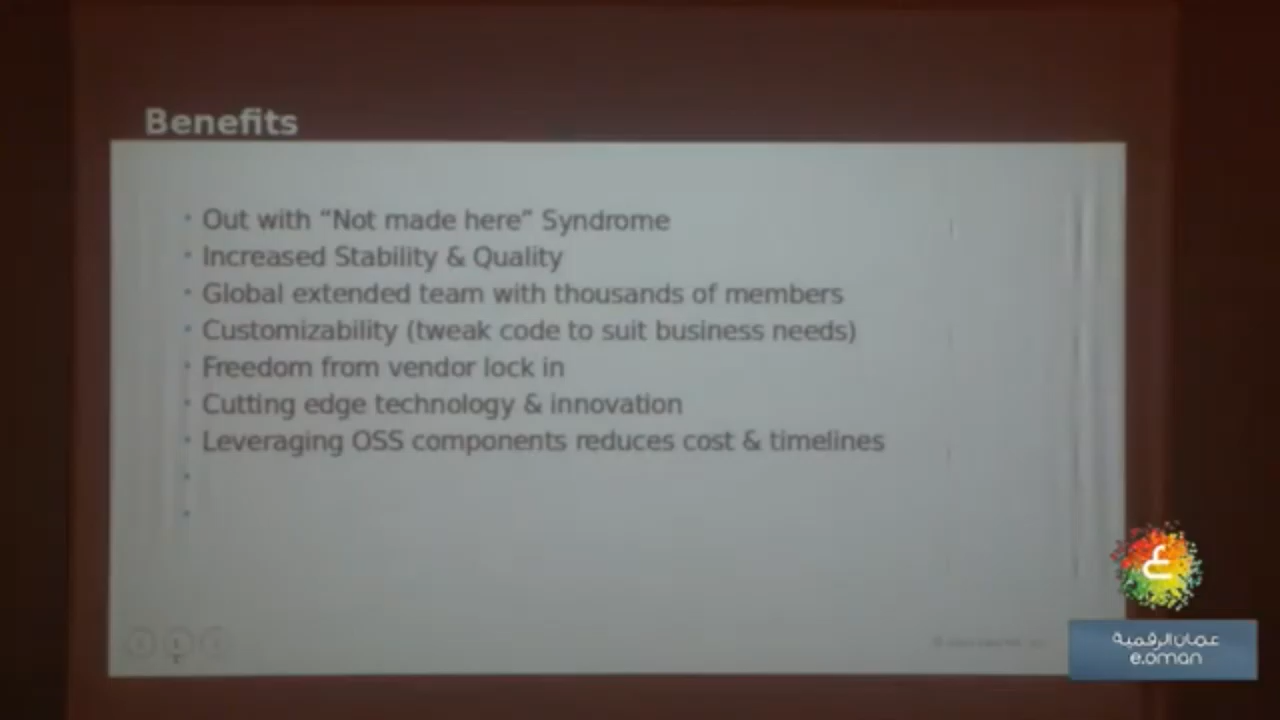 Benefits
Out with “Not made here” Syndrome
Increased Stability & Quality
Global extended team with thousands of members
Customizability (tweak code to suit business needs)
Freedom from vendor lock in
Cutting edge technology & innovation
Leveraging OSS components reduces cost & timelines
ع
عمان الرقمية
e.oman